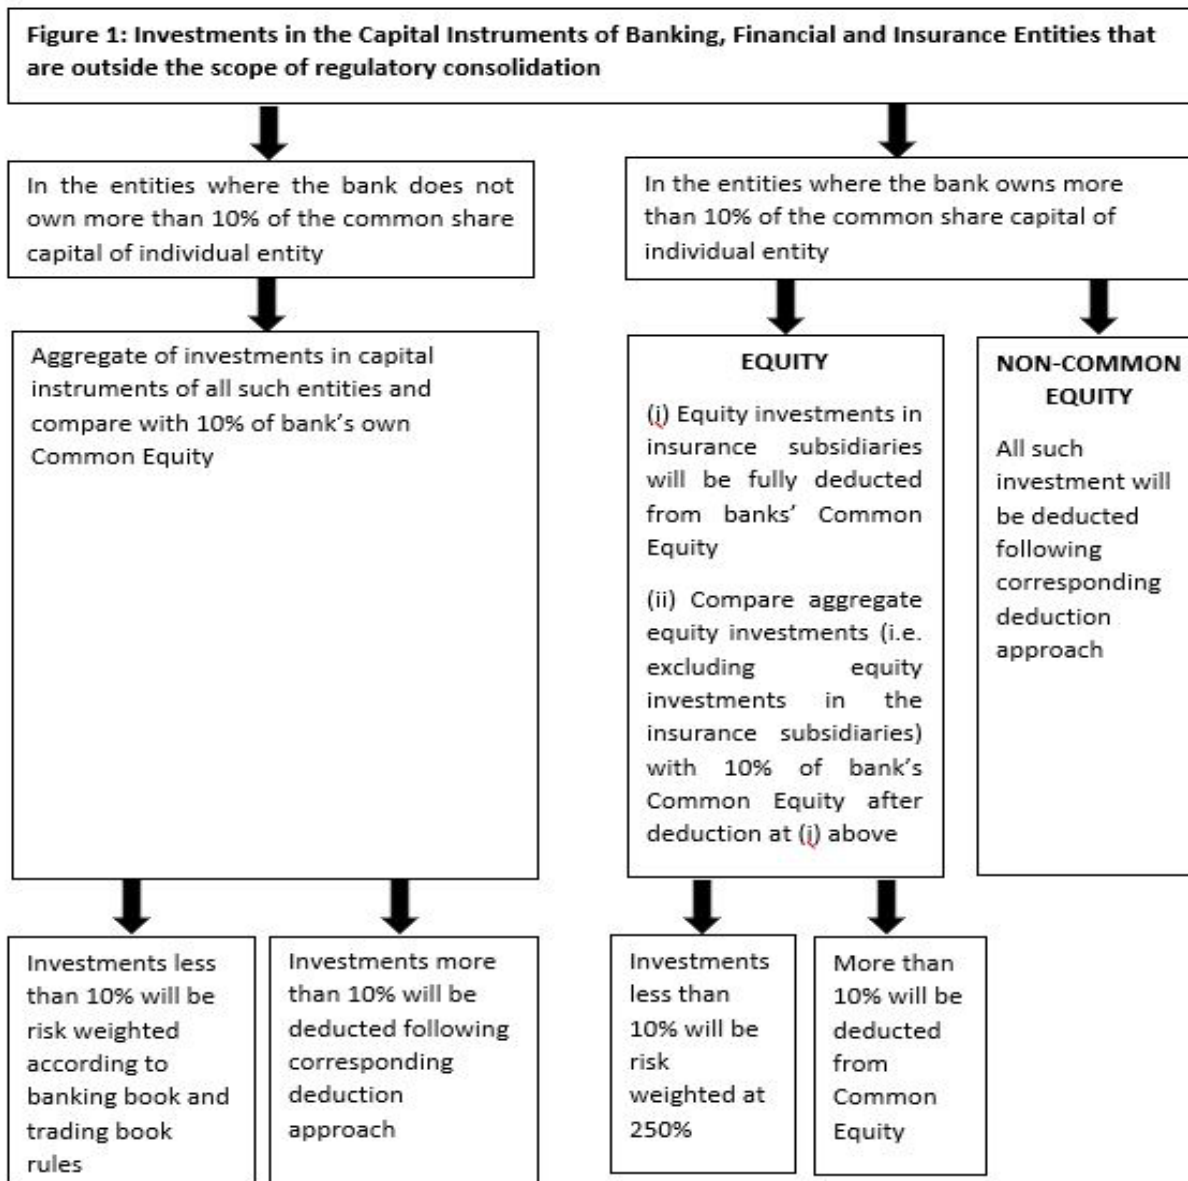 Figure 1: Investments in the Capital Instruments of Banking, Financial and Insurance Entities that
are outside the scope of regulatory consolidation
In the entities where the bank does not
own more than 10% of the common share
capital of individual entity
In the entities where the bank owns more
than 10% of the common share capital of
individual entity
Aggregate of investments in capital
instruments of all such entities and
compare with 10% of bank’s own
Common Equity
EQUITY
(i) Equity investments in
insurance subsidiaries
will be fully deducted
from banks’ Common
Equity
(ii) Compare aggregate
equity investments (i.e.
excluding equity
investments in the
insurance subsidiaries)
with 10% of bank’s
Common Equity after
deduction at (i) above
NON-COMMON
EQUITY
All such
investment will
be deducted
following
corresponding
deduction
approach
Investments less
than 10% will be
risk weighted
according to
banking book and
trading book
rules
Investments more
than 10% will be
deducted following
corresponding
deduction
approach
Investments
less than
10% will be
risk
weighted at
250%
More than
10% will be
deducted
from
Common
Equity